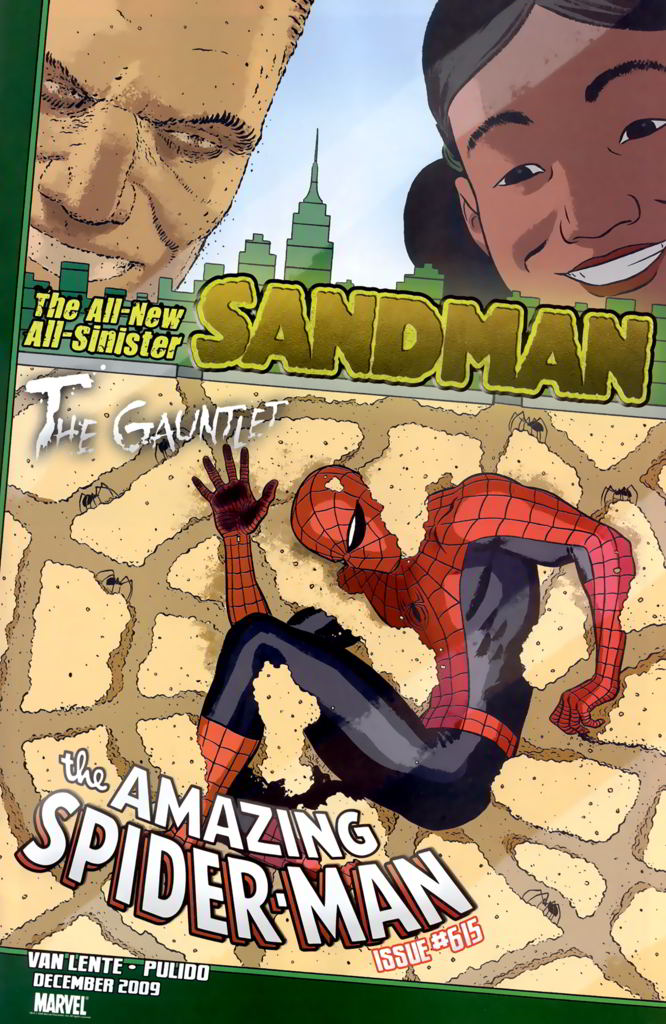 The All-New
All-Sinister
SANDMAN
THE GAUNTLET
the
AMAZING
SPIDER-MAN
ISSUE #615
VAN LENTE • PULIDO
DECEMBER 2009
MARVEL